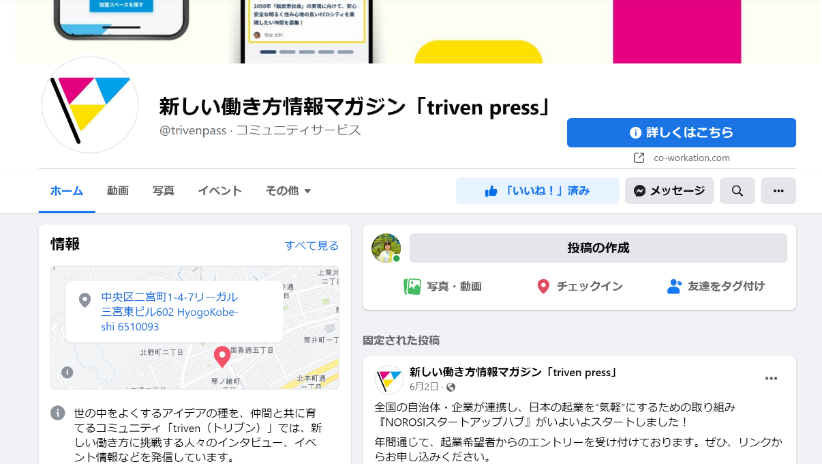 加盟スペースを探す
2050年「脱炭素社会」の実現に向けて、安心
安全な明るく住み心地の良いECOシティを実
現したい仲間を募集！
新しい働き方情報マガジン「triven press」
@trivenpass · コミュニティサービス
詳しくはこちら
co-workation.com
ホーム
動画
写真
イベント
その他
「いいね！」済み
メッセージ
情報
すべて見る
中央区二宮町1-4-7リーガル
三宮東ビル602 HyogoKobe-
shi 6510093
北野町二丁目
国香通五丁目
筒井町一丁
琴ノ緒町
北本町通
世の中をよくするアイデアの種を、仲間と共に育
てるコミュニティ「triven（トリブン）」では、新
しい働き方に挑戦する人々のインタビュー、イベ
ント情報などを発信しています。
投稿の作成
写真・動画
チェックイン
友達をタグ付け
固定された投稿
新しい働き方情報マガジン「triven press」
6月2日 ·
全国の自治体・企業が連携し、日本の起業を“気軽”にするための取り組み
『NOROSIスタートアップハブ』がいよいよスタートしました！
年間通じて、起業希望者からのエントリーを受け付けております。ぜひ、リンクか
らお申し込みください。